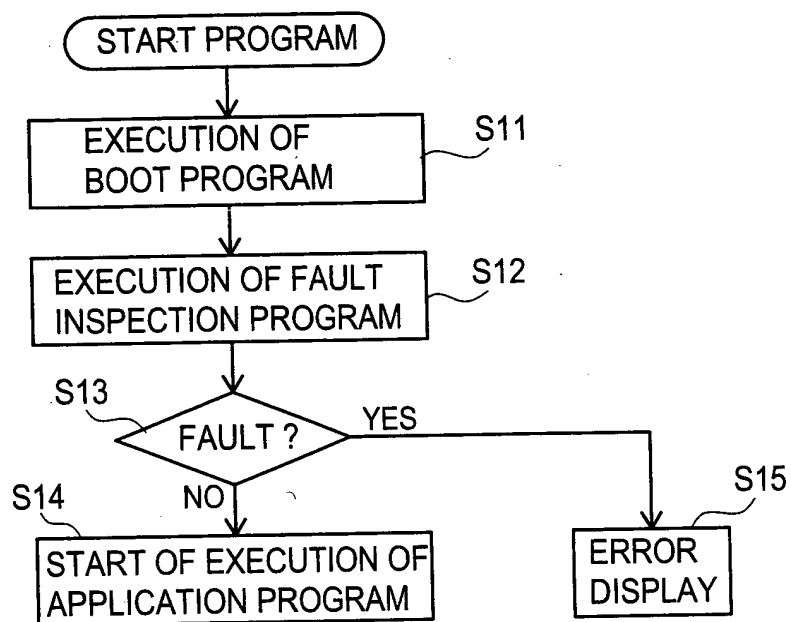 START PROGRAM
EXECUTION OF
BOOT PROGRAM
S11
EXECUTION OF FAULT
INSPECTION PROGRAM
S12
S13
FAULT ?
YES
NO
S14
START OF EXECUTION OF
APPLICATION PROGRAM
S15
ERROR
DISPLAY